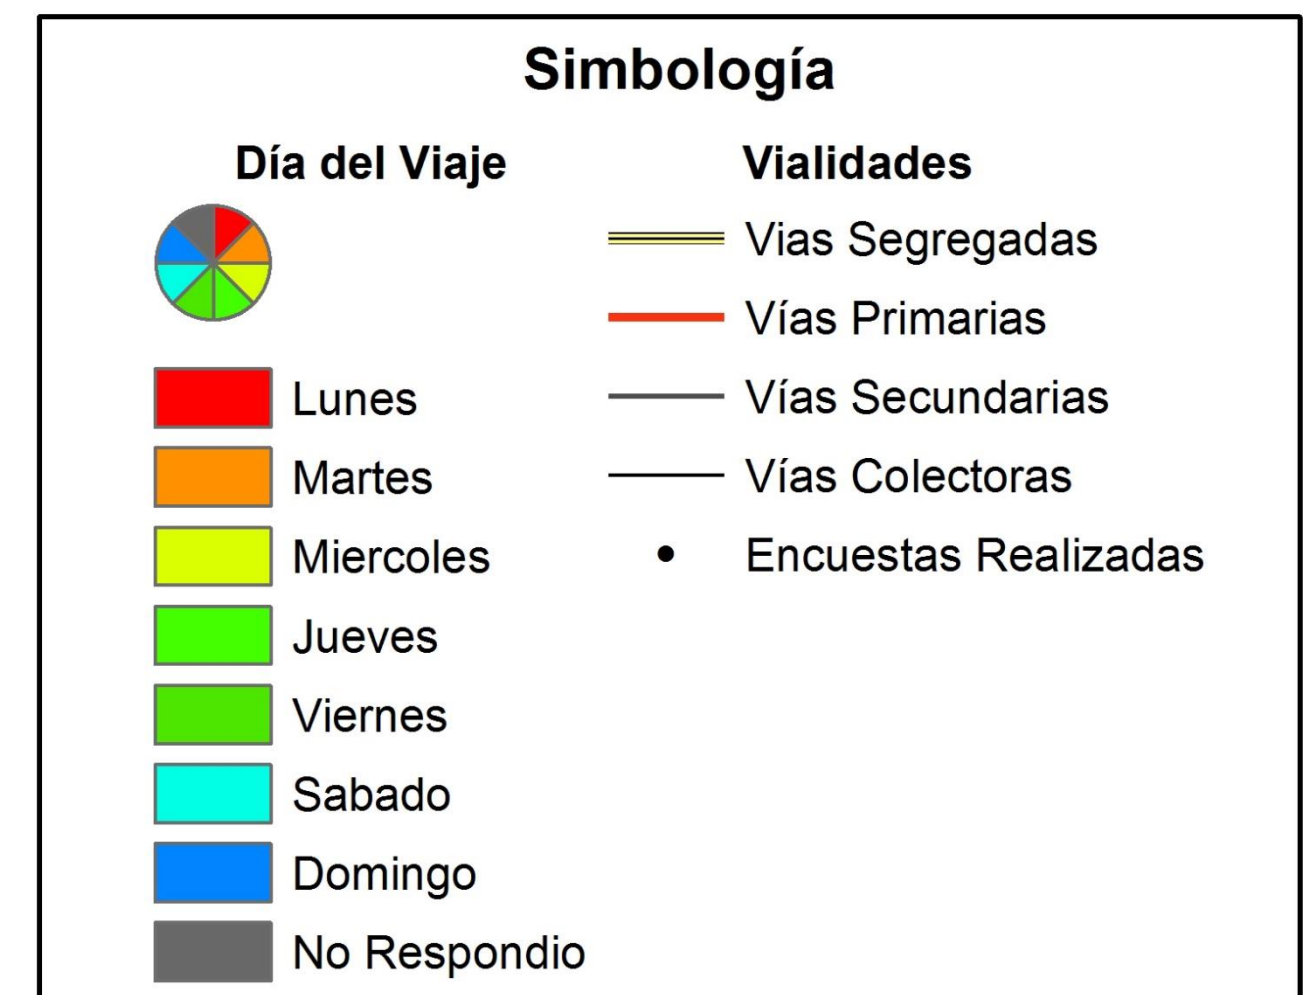 Simbología
Día del Viaje
Lunes
Martes
Miercoles
Jueves
Viernes
Sabado
Domingo
No Respondio
Vialidades
Vias Segregadas
Vías Primarias
Vías Secundarias
Vías Colectoras
Encuestas Realizadas